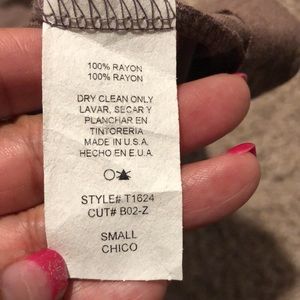 100% RAYON
100% RAYON
DRY CLEAN ONLY
LAVAR, SECAR Y
PLANCHAR EN
TINTORERIA
MADE IN U.S.A.
HECHO EN E.U.A.
STYLE# T1624
CUT# B02-Z
SMALL
CHICO